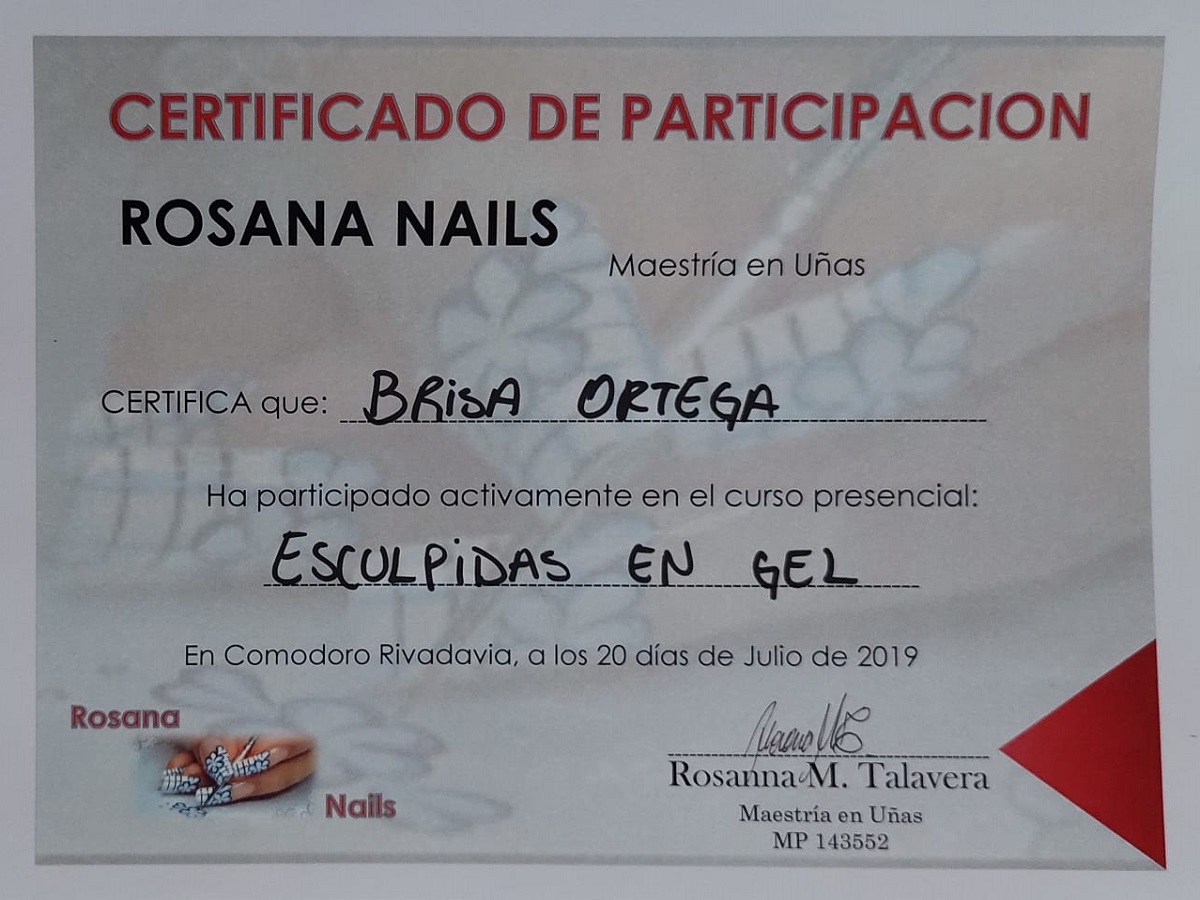 CERTIFICADO DE PARTICIPACION
ROSANA NAILS
Maestría en Uñas
CERTIFICA que: BRISA ORTEGA
Ha participado activamente en el curso presencial:
ESCULPIDAS EN GEL
En Comodoro Rivadavia, a los 20 días de Julio de 2019
Rosana
Nails
Rosanna M. Talavera
Maestría en Uñas
MP 143552